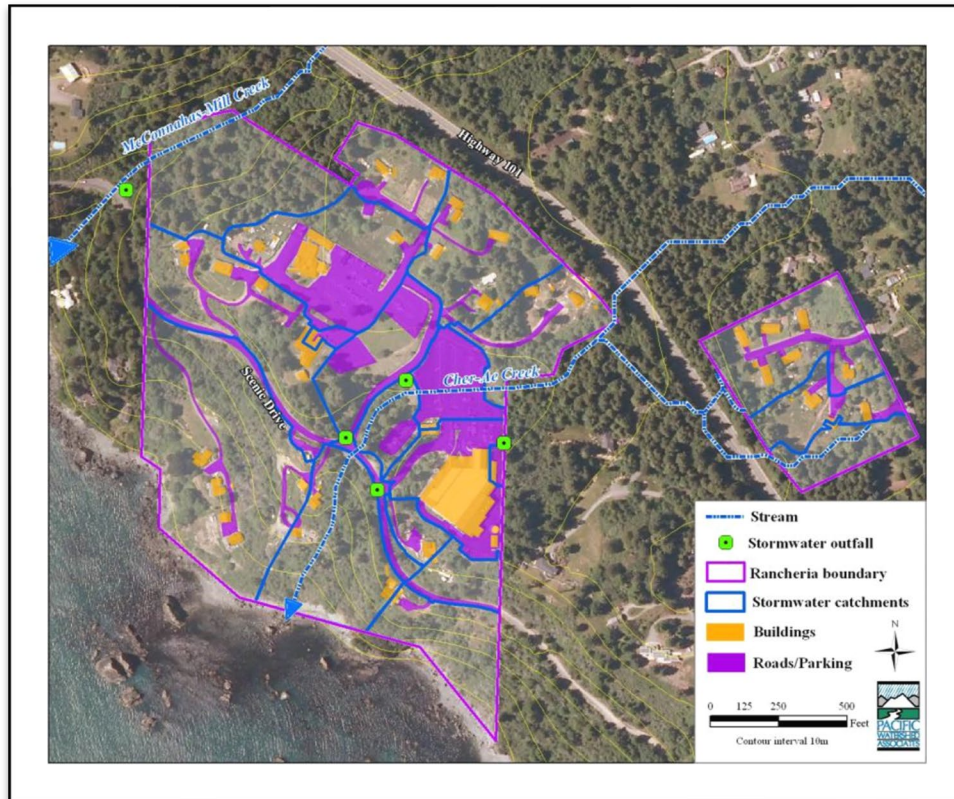 McConnahas Mill Creek
Highway 101
Cher-Ae Creek
Scenic Drive
Stream
Stormwater outfall
Rancheria boundary
Stormwater catchments
Buildings
Roads/Parking
N
0 125 250 500
Feet
Contour interval 10m
PACIFIC
WATERSHED
ASSOCIATES